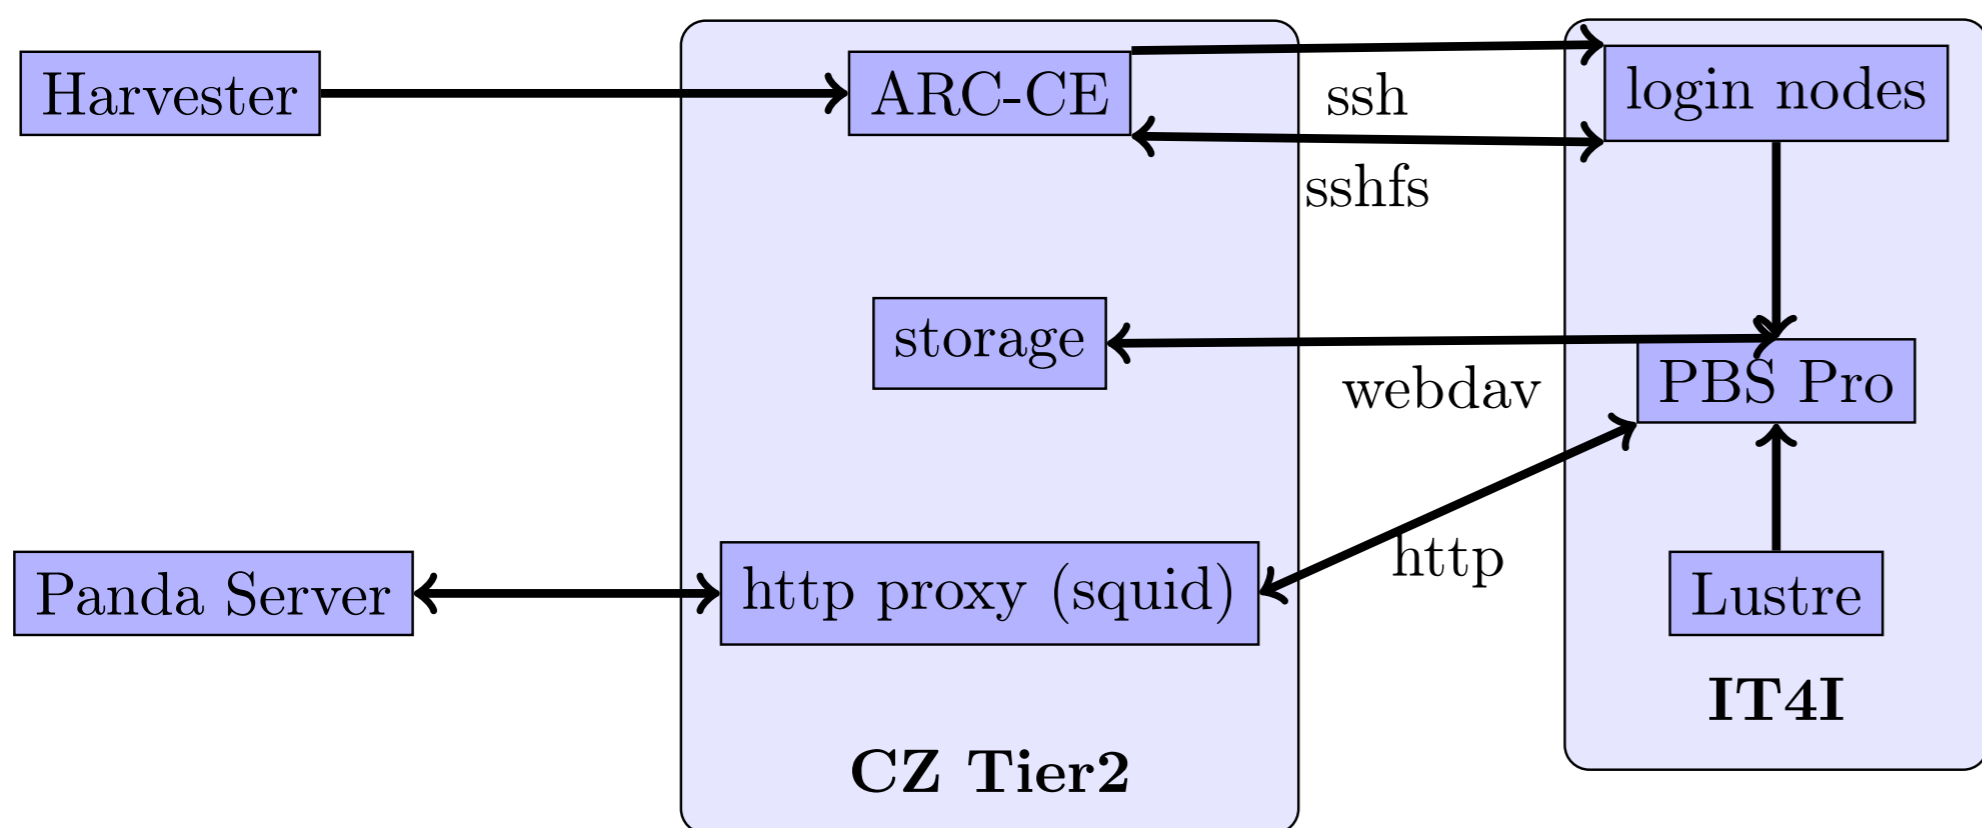 Harvester
ARC-CE
ssh
login nodes
sshfs
storage
webdav
PBS Pro
Panda Server
http proxy (squid)
http
Lustre
IT4I
CZ Tier2